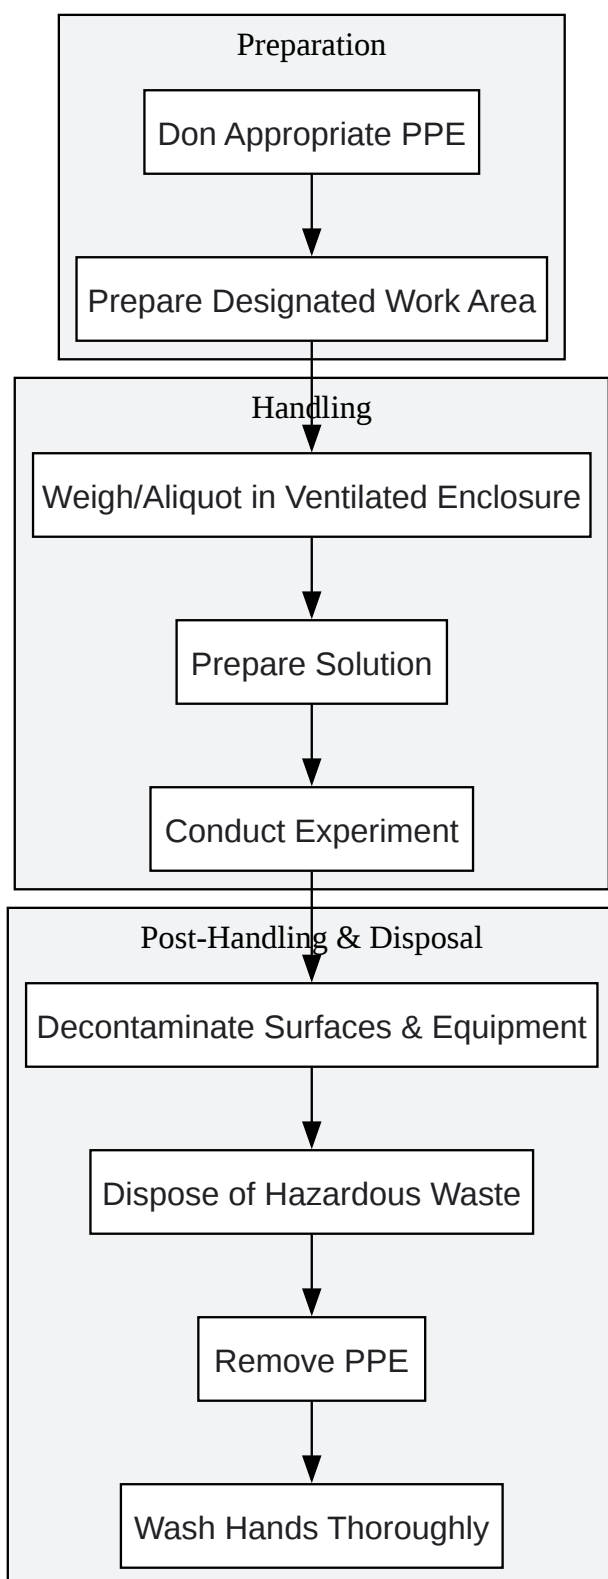 Preparation
Don Appropriate PPE
Prepare Designated Work Area
Handling
Weigh/Aliquot in Ventilated Enclosure
Prepare Solution
Conduct Experiment
Post-Handling & Disposal
Decontaminate Surfaces & Equipment
Dispose of Hazardous Waste
Remove PPE
Wash Hands Thoroughly